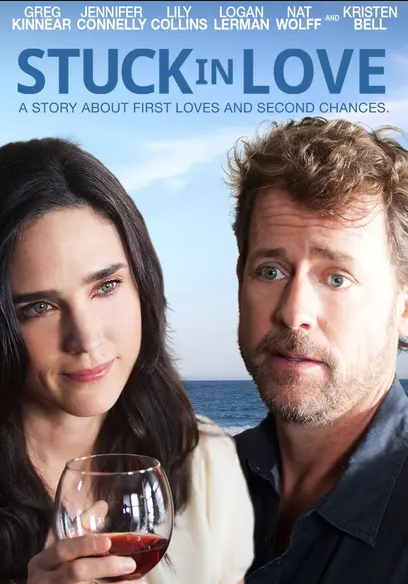 GREG JENNIFER LILY LOGAN NAT KRISTEN
KINNEAR CONNELLY COLLINS LERMAN WOLFF AND BELL
STUCK IN LOVE
A STORY ABOUT FIRST LOVES AND SECOND CHANCES.